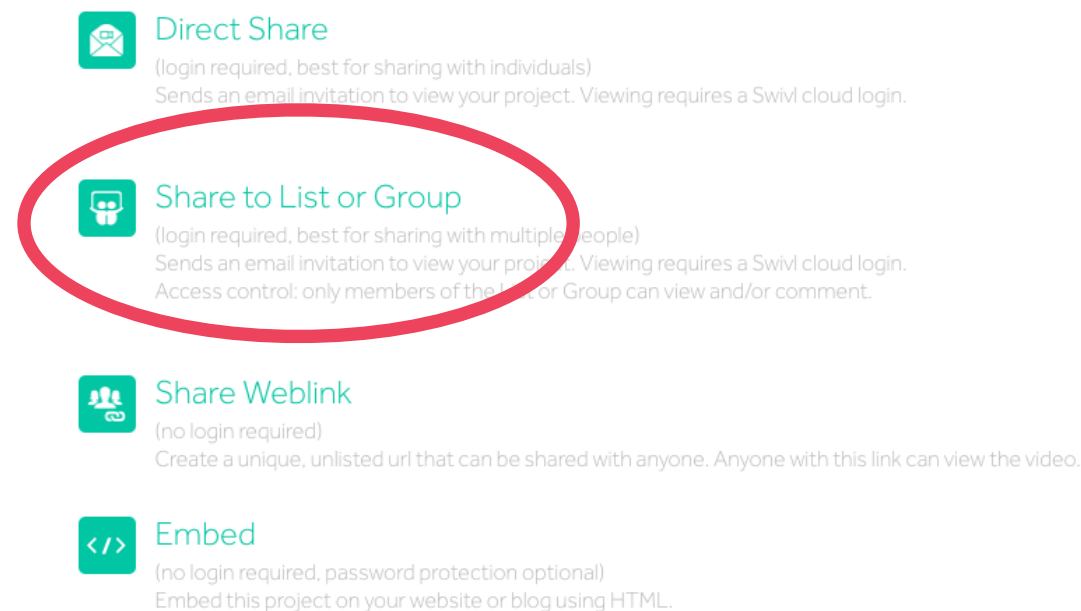 Direct Share
(login required, best for sharing with individuals)
Sends an email invitation to view your project. Viewing requires a Swivl cloud login.
Share to List or Group
(login required, best for sharing with multiple people)
Sends an email invitation to view your project. Viewing requires a Swivl cloud login.
Access control: only members of the List or Group can view and/or comment.
Share Weblink
(no login required)
Create a unique, unlisted url that can be shared with anyone. Anyone with this link can view the video.
</>
Embed
(no login required, password protection optional)
Embed this project on your website or blog using HTML.